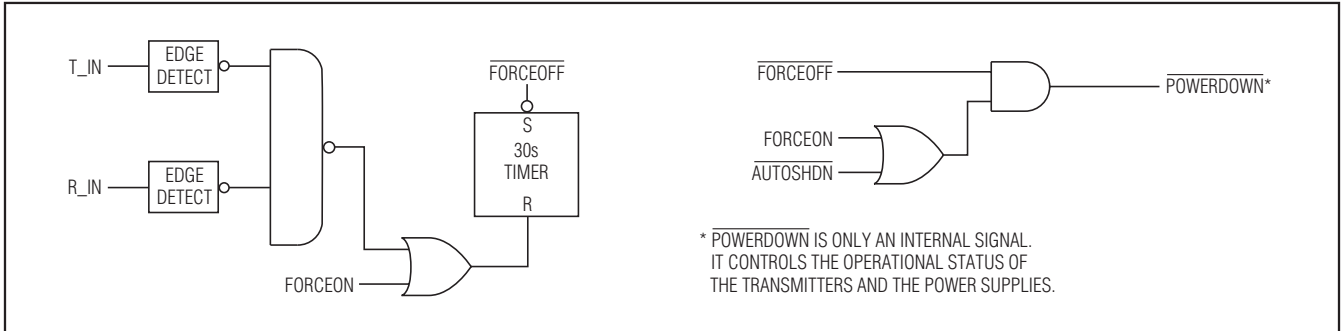 T_IN
EDGE
DETECT
R_IN
EDGE
DETECT
FORCEON
FORCEOFF
S
30s
TIMER
R
FORCEOFF
FORCEON
AUTOSHDN
POWERDOWN*
* POWERDOWN IS ONLY AN INTERNAL SIGNAL.
IT CONTROLS THE OPERATIONAL STATUS OF
THE TRANSMITTERS AND THE POWER SUPPLIES.